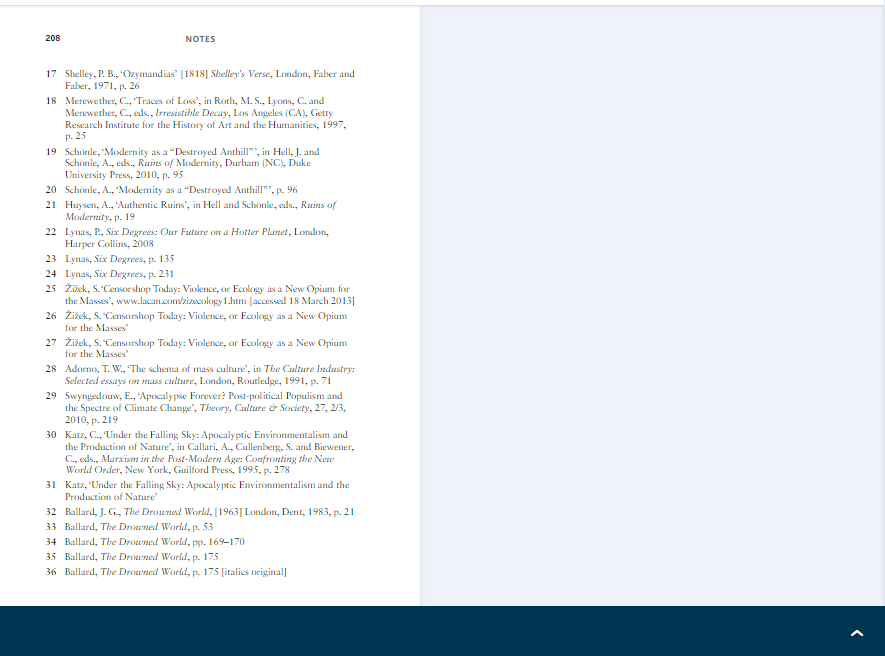 208
NOTES
17 Shelley, P. B., ‘Ozymandias’ [1818] Shelley’s Verse, London, Faber and
Faber, 1971, p. 26
18 Merewether, C., ‘Traces of Loss’, in Roth, M. S., Lyons, C. and
Merewether, C., eds., Irresistible Decay, Los Angeles (CA), Getty
Research Institute for the History of Art and the Humanities, 1997,
p. 25
19 Schönle, ‘Modernity as a “Destroyed Anthill”’, in Hell, J. and
Schönle, A., eds., Ruins of Modernity, Durham (NC), Duke
University Press, 2010, p. 95
20 Schönle, A., ‘Modernity as a “Destroyed Anthill”’, p. 96
21 Huysen, A., ‘Authentic Ruins’, in Hell and Schönle, eds., Ruins of
Modernity, p. 19
22 Lynas, P., Six Degrees: Our Future on a Hotter Planet, London,
Harper Collins, 2008
23 Lynas, Six Degrees, p. 135
24 Lynas, Six Degrees, p. 231
25 Žižek, S. ‘Censorshop Today: Violence, or Ecology as a New Opium for
the Masses’, www.lacan.com/zizecology1.htm [accessed 18 March 2013]
26 Žižek, S. ‘Censorshop Today: Violence, or Ecology as a New Opium
for the Masses’
27 Žižek, S. ‘Censorshop Today: Violence, or Ecology as a New Opium
for the Masses’
28 Adorno, T. W., ‘The schema of mass culture’, in The Culture Industry:
Selected essays on mass culture, London, Routledge, 1991, p. 71
29 Swyngedouw, E., ‘Apocalypse Forever? Post-political Populism and
the Spectre of Climate Change’, Theory, Culture & Society, 27, 2/3,
2010, p. 219
30 Katz, C., ‘Under the Falling Sky: Apocalyptic Environmentalism and
the Production of Nature’, in Callari, A., Cullenberg, S. and Biewener,
C., eds., Marxism in the Post-Modern Age: Confronting the New
World Order, New York, Guilford Press, 1995, p. 278
31 Katz, ‘Under the Falling Sky: Apocalyptic Environmentalism and the
Production of Nature’
32 Ballard, J. G., The Drowned World, [1963] London, Dent, 1983, p. 21
33 Ballard, The Drowned World, p. 53
34 Ballard, The Drowned World, pp. 169–170
35 Ballard, The Drowned World, p. 175
36 Ballard, The Drowned World, p. 175 [italics original]